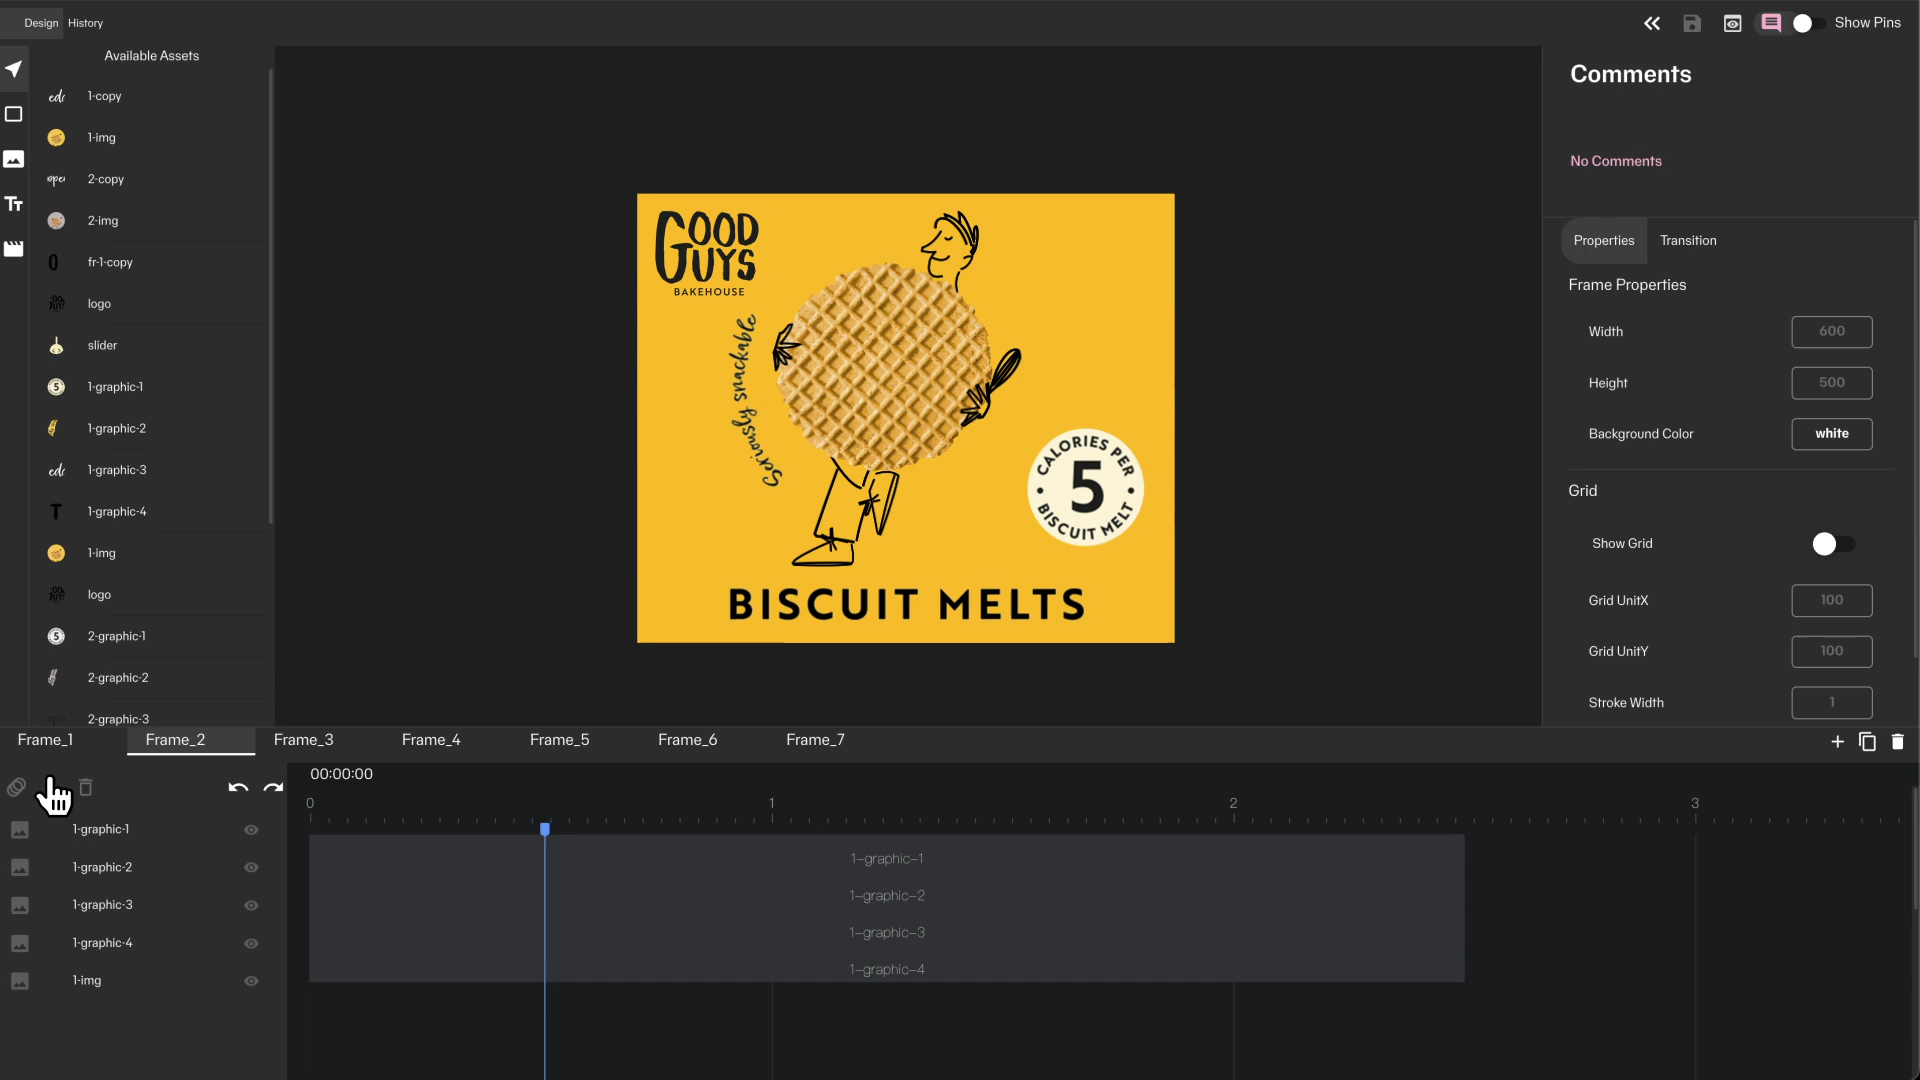 Design History
Show Pins
Available Assets
1-copy
1-img
2-copy
2-img
fr-1-copy
logo
slider
1-graphic-1
1-graphic-2
1-graphic-3
1-graphic-4
1-img
logo
2-graphic-1
2-graphic-2
2-graphic-3
GOOD
GUYS
BAKEHOUSE
Seriously snackable
CALORIES PER
5
BISCUIT MELT
BISCUIT MELTS
Comments
No Comments
Properties Transition
Frame Properties
Width 600
Height 500
Background Color white
Grid
Show Grid
Grid UnitX 100
Grid UnitY 100
Stroke Width 1
Frame_1 Frame_2 Frame_3 Frame_4 Frame_5 Frame_6 Frame_7
00:00:00
0 1 2 3
1-graphic-1
1-graphic-2
1-graphic-3
1-graphic-4
1-img
1-graphic-1
1-graphic-2
1-graphic-3
1-graphic-4